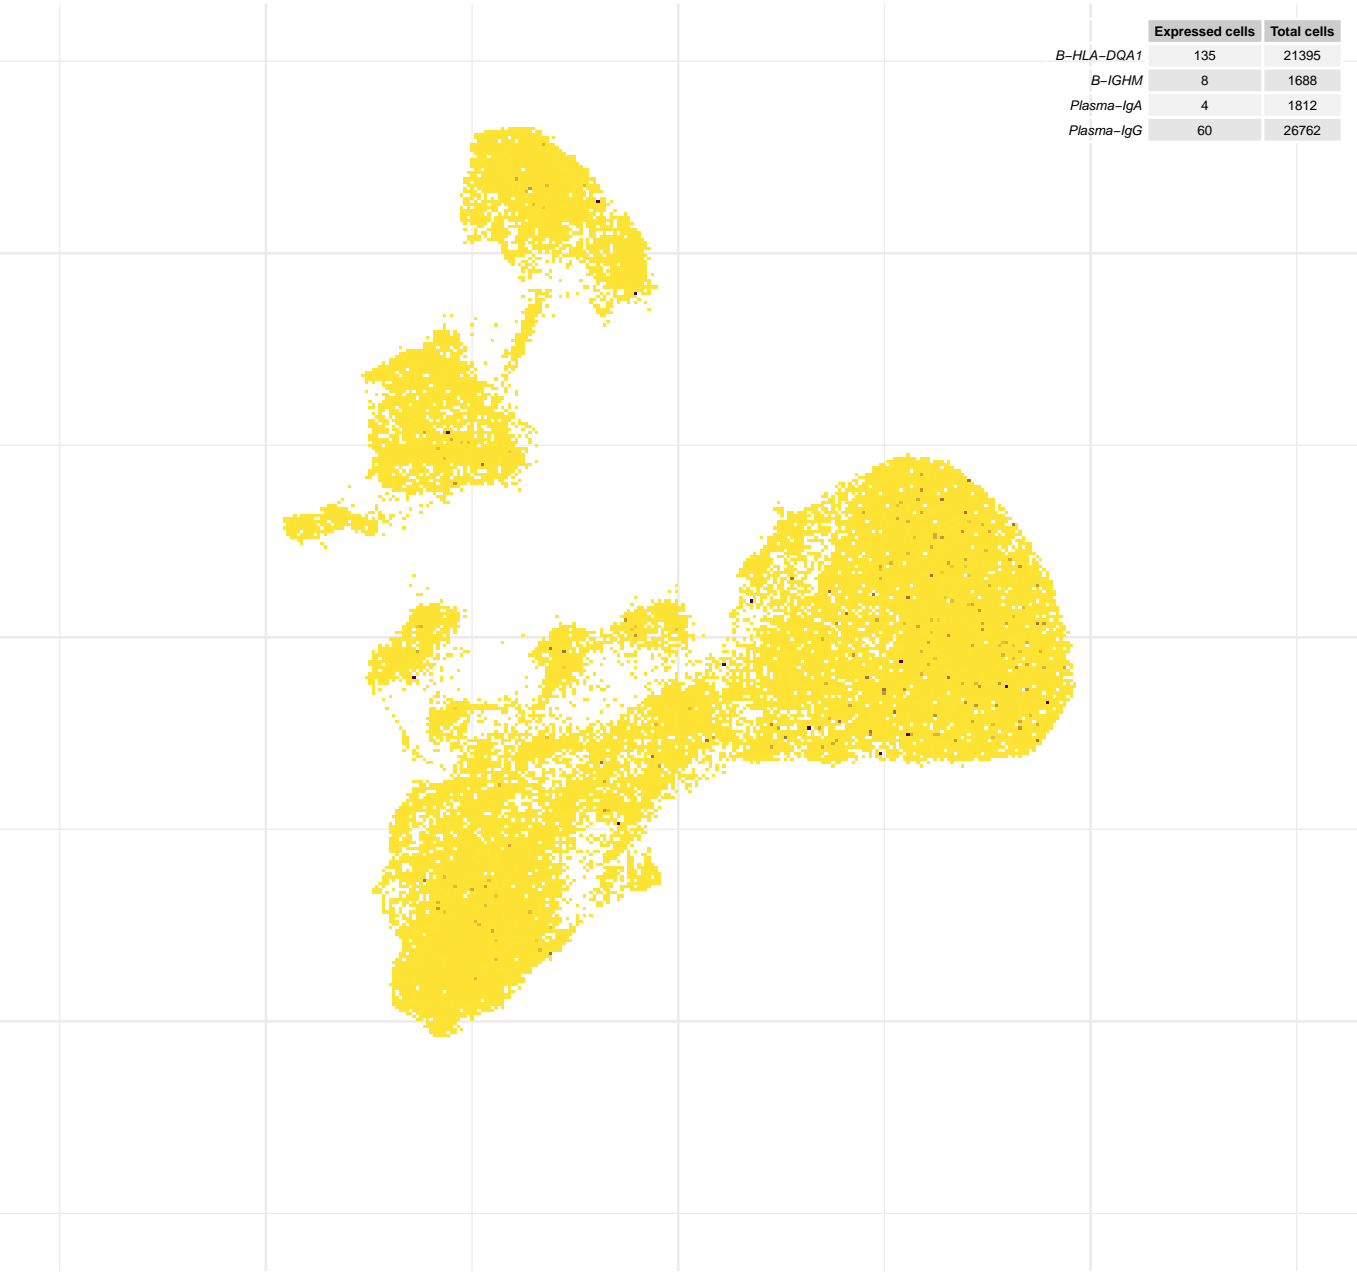 Expressed cells Total cells
B−HLA−DQA1 135 21395
B−IGHM 8 1688
Plasma−IgA 4 1812
Plasma−IgG 60 26762